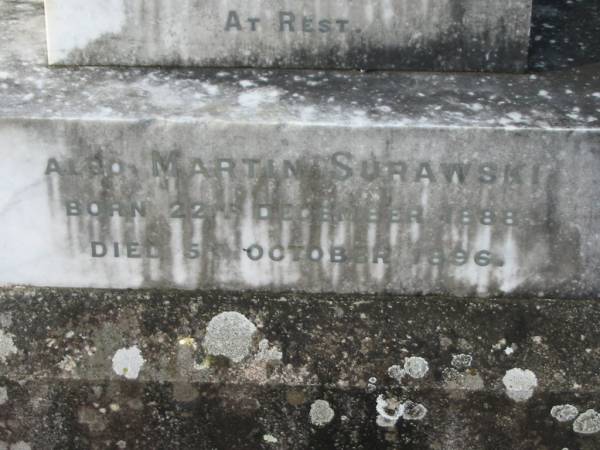 At Rest.
Also Martin Surawski
Born 22nd December 1888
Died 5th October 1896.